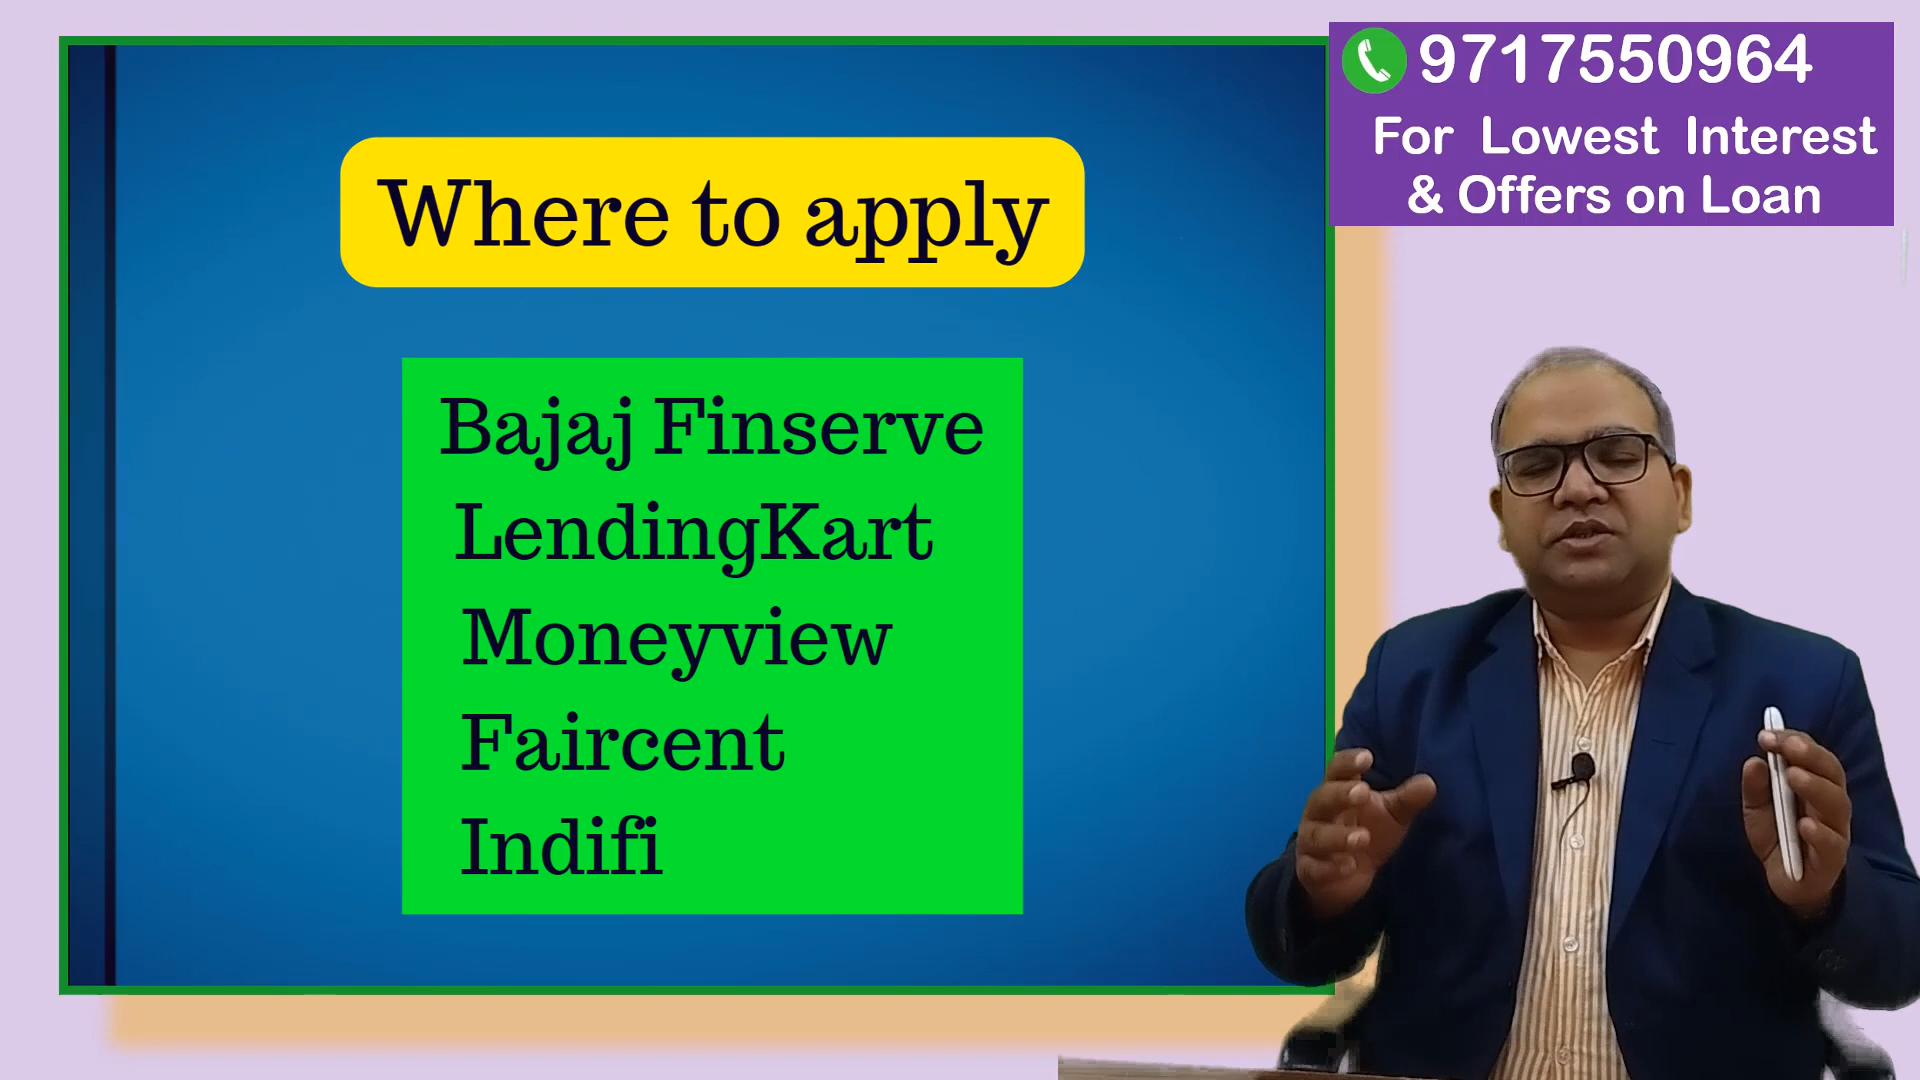 Where to apply
Bajaj Finserve
LendingKart
Moneyview
Faircent
Indifi
9717550964
For Lowest Interest
& Offers on Loan